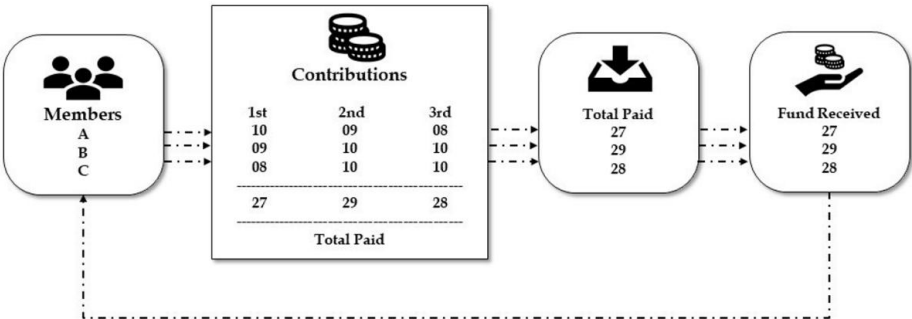 Members
A
B
C
Contributions
1st 2nd 3rd
10 09 08
09 10 10
08 10 10
27 29 28
Total Paid
Total Paid
27
29
28
Fund Received
27
29
28